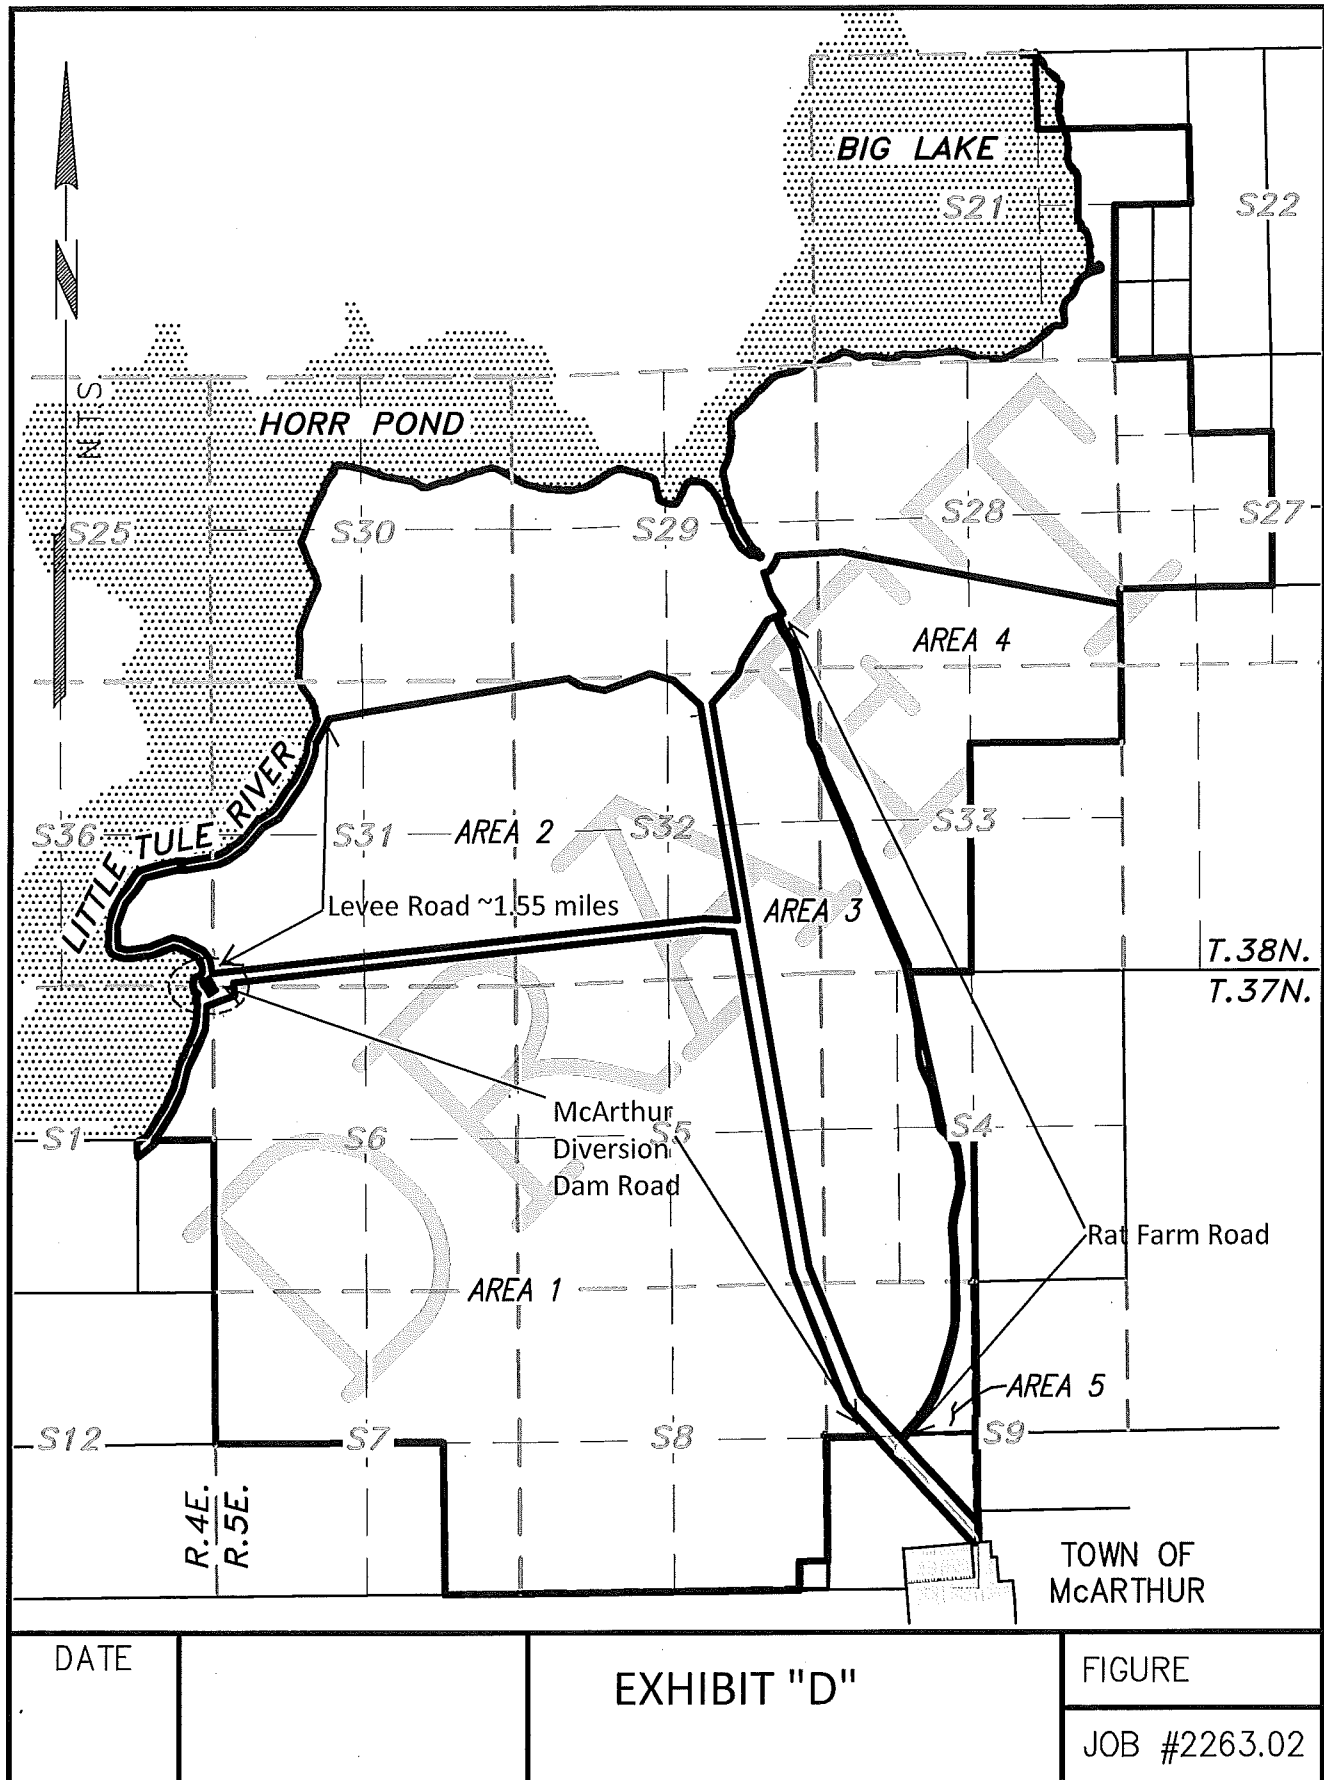 BIG LAKE
S21
S22
N
NTS
HORR POND
S25
S30
S29
S28
S27
AREA 4
LITTLE TULE RIVER
S36
S31
AREA 2
S32
S33
Levee Road ~1.55 miles
AREA 3
T.38N.
T.37N.
McArthur
Diversion
Dam Road
S1
S6
S5
S4
Rat Farm Road
AREA 1
AREA 5
S12
S7
S8
S9
R.4E.
R.5E.
TOWN OF
McARTHUR
DRAFT
DATE
EXHIBIT "D"
FIGURE
JOB #2263.02